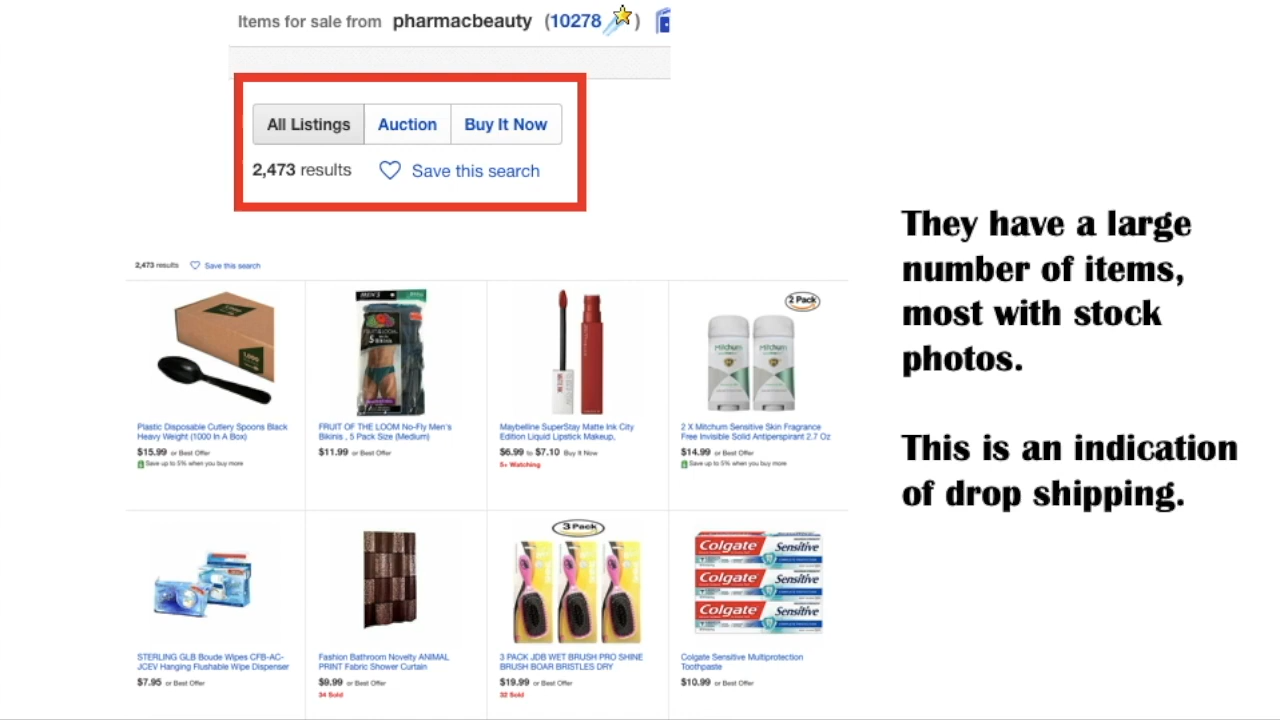 Items for sale from pharmacbeauty (10278 )
All Listings Auction Buy It Now
2,473 results Save this search
They have a large
number of items,
most with stock
photos.
This is an indication
of drop shipping.
2,473 results Save this search
MEN'S
2 Pack
Mitchum Mitchum
Plastic Disposable Cutlery Spoons Black
Heavy Weight (1000 In A Box)
$15.99 or Best Offer
Save up to 5% when you buy more
FRUIT OF THE LOOM No-Fly Men's
Bikinis , 5 Pack Size (Medium)
$11.99 or Best Offer
Maybelline SuperStay Matte Ink City
Edition Liquid Lipstick Makeup,
$6.99 to $7.10 Buy It Now
5+ Watching
2 X Mitchum Sensitive Skin Fragrance
Free Invisible Solid Antiperspirant 2.7 Oz
$14.99 or Best Offer
Save up to 5% when you buy more
3 Pack
Colgate Sensitive
Colgate Sensitive
Colgate Sensitive
STERLING GLB Boude Wipes CFB-AC-
JCEV Hanging Flushable Wipe Dispenser
$7.95 or Best Offer
Fashion Bathroom Novelty ANIMAL
PRINT Fabric Shower Curtain
$9.99 or Best Offer
34 Sold
3 PACK JDB WET BRUSH PRO SHINE
BRUSH BOAR BRISTLES DRY
$19.99 or Best Offer
32 Sold
Colgate Sensitive Multiprotection
Toothpaste
$10.99 or Best Offer